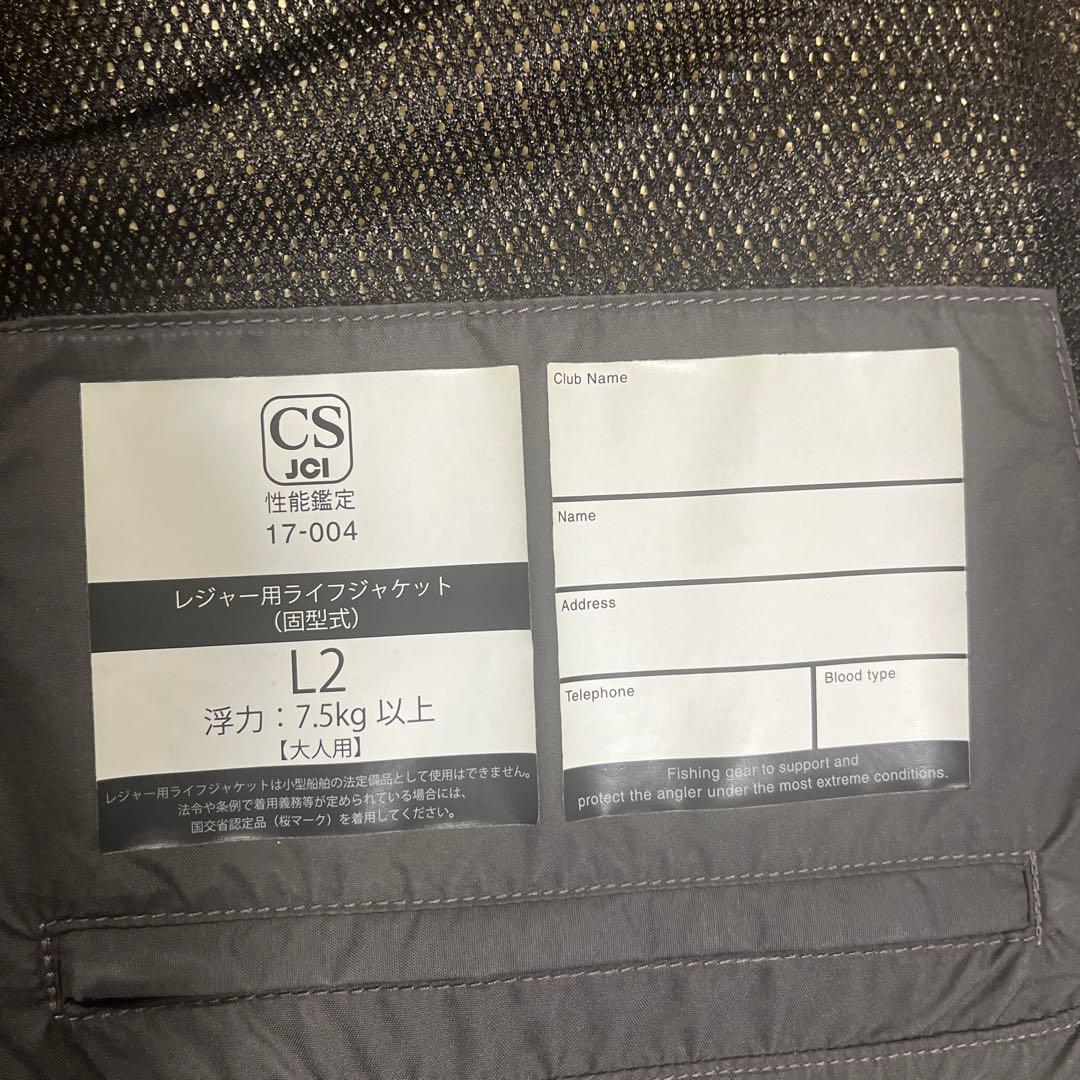 CS
JCI
性能鑑定
17-004
レジャー用ライフジャケット
（固型式）
L2
浮力：7.5kg 以上
【大人用】
レジャー用ライフジャケットは小型船舶の法定備品として使用はできません。
法令や条例で着用義務等が定められている場合には、
国交省認定品（桜マーク）を着用してください。
Club Name
Name
Address
Telephone
Blood type
Fishing gear to support and
protect the angler under the most extreme conditions.